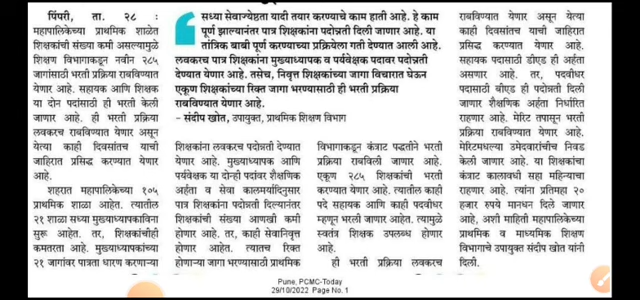 पिंपरी, ता. २८ :
महापालिकेच्या प्राथमिक शाळेत
शिक्षकांची संख्या कमी असल्यामुळे
शिक्षण विभागाकडून नवीन २८५
जागांसाठी भरती प्रक्रिया राबविण्यात
येणार आहे. सहायक आणि शिक्षक
या दोन पदांसाठी ही भरती केली
जाणार आहे. ही भरती प्रक्रिया
लवकरच राबविण्यात येणार असून
येत्या काही दिवसांतच याची
जाहिरात प्रसिद्ध करण्यात येणार
आहे.
शहरात महापालिकेच्या १०५
प्राथमिक शाळा आहेत. त्यातील
२१ शाळा सध्या मुख्याध्यापकाविना
सुरू आहेत. तर, शिक्षकांचीही
कमतरता आहे. मुख्याध्यापकांच्या
२१ जागांवर पात्रता धारण करणाऱ्या
सध्या सेवाज्येष्ठता यादी तयार करण्याचे काम हाती आहे. हे काम
पूर्ण झाल्यानंतर पात्र शिक्षकांना पदोन्नती दिली जाणार आहे. या
तांत्रिक बाबी पूर्ण करण्याच्या प्रक्रियेला गती देण्यात आली आहे.
लवकरच पात्र शिक्षकांना मुख्याध्यापक व पर्यवेक्षक पदावर पदोन्नती
देण्यात येणार आहे. तसेच, निवृत्त शिक्षकांच्या जागा विचारात घेऊन
एकूण शिक्षकांच्या रिक्त जागा भरण्यासाठी ही भरती प्रक्रिया
राबविण्यात येणार आहे.
- संदीप खोत, उपायुक्त, प्राथमिक शिक्षण विभाग
शिक्षकांना लवकरच पदोन्नती देण्यात
येणार आहे. मुख्याध्यापक आणि
पर्यवेक्षक या दोन्ही पदांवर शैक्षणिक
अर्हता व सेवा कालमर्यादेनुसार
पात्र शिक्षकांना पदोन्नती दिल्यानंतर
शिक्षकांची संख्या आणखी कमी
होणार आहे. तर, काही सेवानिवृत्त
होणार आहेत. त्यातच रिक्त
होणाऱ्या जागा भरण्यासाठी प्राथमिक
विभागाकडून कंत्राट पद्धतीने भरती
प्रक्रिया राबविली जाणार आहे.
एकूण २८५ शिक्षकांची भरती
करण्यात येणार आहे. त्यातील काही
पदे सहायक आणि काही पदवीधर
म्हणून भरली जाणार आहेत. त्यामुळे
स्वतंत्र शिक्षक उपलब्ध होणार
आहे.
ही भरती प्रक्रिया लवकरच
राबविण्यात येणार असून येत्या
काही दिवसांतच याची जाहिरात
प्रसिद्ध करण्यात येणार आहे.
सहायक पदासाठी डीएड ही अर्हता
असणार आहे. तर, पदवीधर
पदासाठी बीएड ही पदोन्नती दिली
जाणार शैक्षणिक अर्हता निर्धारित
राहणार आहे. मेरिट तपासून भरती
प्रक्रिया राबविण्यात येणार आहे.
मेरिटमधल्या उमेदवारांचीच निवड
केली जाणार आहे. या शिक्षकांचा
कंत्राट कालावधी सहा महिन्याचा
राहणार आहे. त्यांना प्रतिमहा २०
हजार रुपये मानधन दिले जाणार
आहे, अशी माहिती महापालिकेच्या
प्राथमिक व माध्यमिक शिक्षण
विभागाचे उपायुक्त संदीप खोत यांनी
दिली.
Pune, PCMC-Today
29/10/2022 Page No. 1